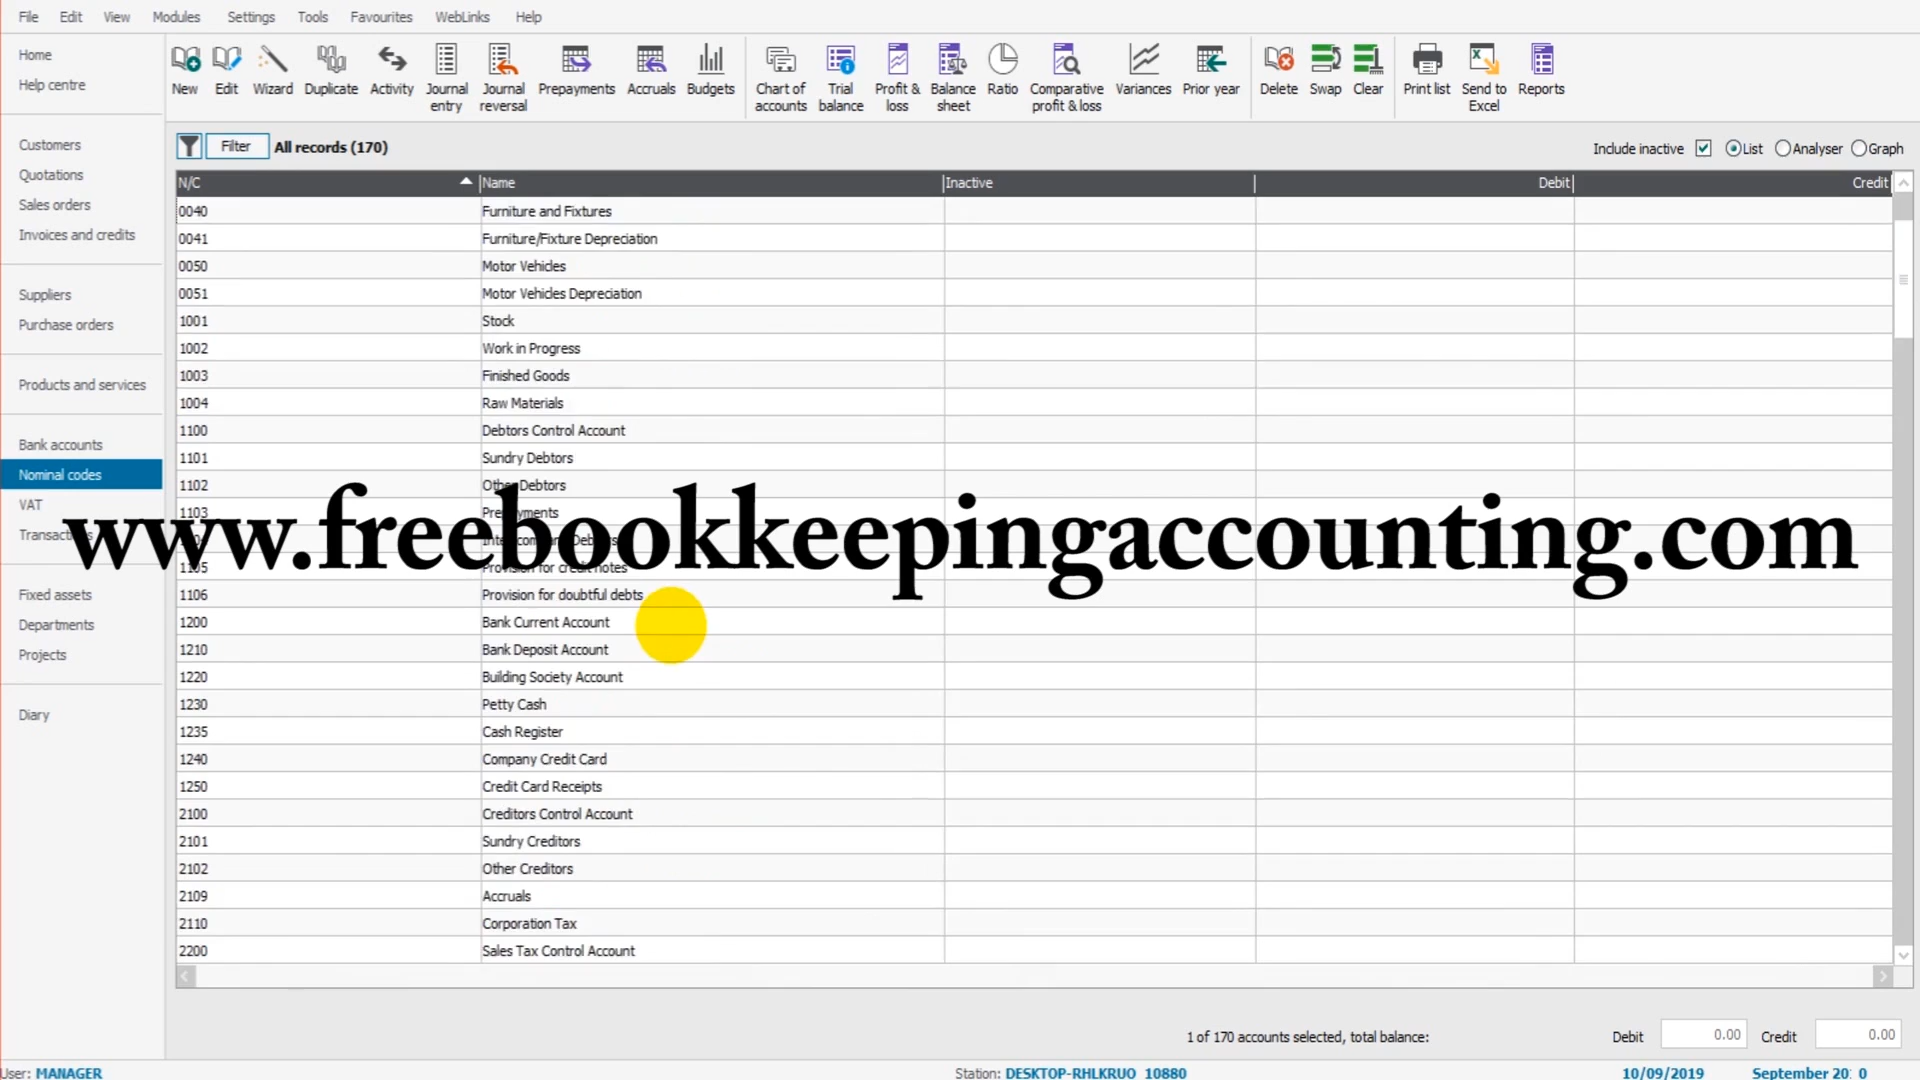 File Edit View Modules Settings Tools Favourites WebLinks Help
Home
Help centre
Customers
Quotations
Sales orders
Invoices and credits
Suppliers
Purchase orders
Products and services
Bank accounts
Nominal codes
VAT
Fixed assets
Departments
Projects
Diary
New Edit Wizard Duplicate Activity Journal entry Journal reversal Prepayments Accruals Budgets Chart of accounts Trial balance Profit & loss Balance sheet Ratio Comparative profit & loss Variances Prior year Delete Swap Clear Print list Send to Excel Reports
Filter All records (170) Include inactive List Analyser Graph
N/C Name Inactive Debit Credit
0040 Furniture and Fixtures
0041 Furniture/Fixture Depreciation
0050 Motor Vehicles
0051 Motor Vehicles Depreciation
1001 Stock
1002 Work in Progress
1003 Finished Goods
1004 Raw Materials
1100 Debtors Control Account
1101 Sundry Debtors
1102 Other Debtors
1103
www.freebookkeepingaccounting.com
1105 Provision for credit notes
1106 Provision for doubtful debts
1200 Bank Current Account
1210 Bank Deposit Account
1220 Building Society Account
1230 Petty Cash
1235 Cash Register
1240 Company Credit Card
1250 Credit Card Receipts
2100 Creditors Control Account
2101 Sundry Creditors
2102 Other Creditors
2109 Accruals
2110 Corporation Tax
2200 Sales Tax Control Account
1 of 170 accounts selected, total balance: Debit 0.00 Credit 0.00
User: MANAGER Station: DESKTOP-RHLKRUO 10880 10/09/2019 September